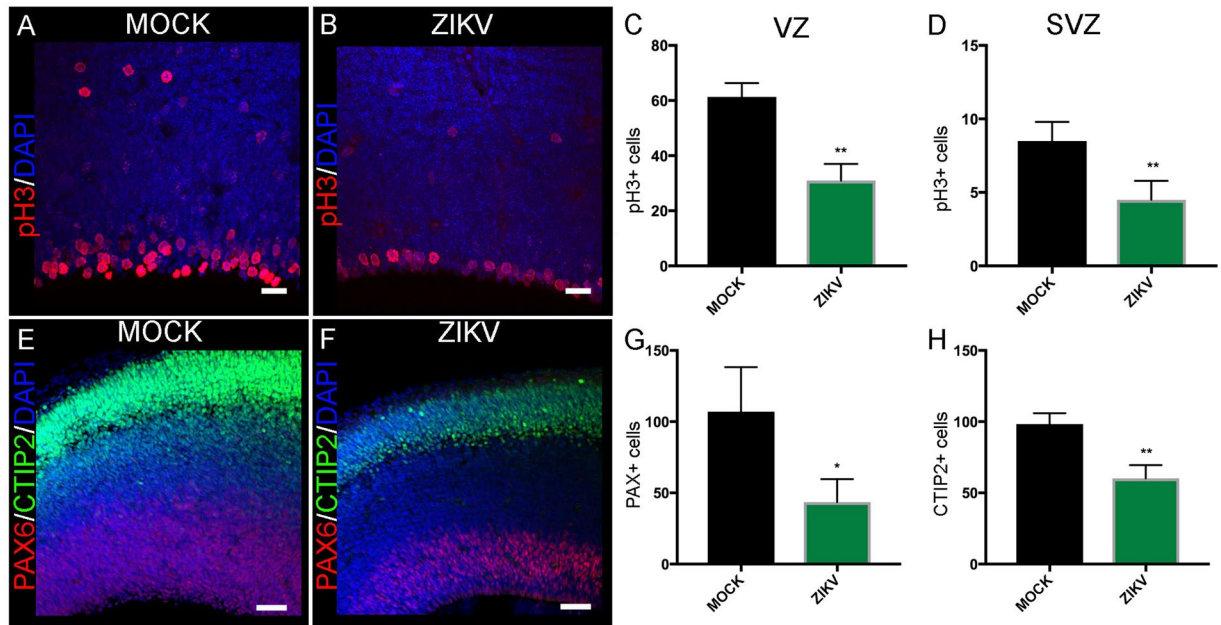 A
MOCK
pH3/DAPI
B
ZIKV
pH3/DAPI
C
VZ
80
60
40
20
0
pH3+ cells
**
MOCK
ZIKV
D
SVZ
15
10
5
0
pH3+ cells
**
MOCK
ZIKV
E
MOCK
PAX6/CTIP2/DAPI
F
ZIKV
PAX6/CTIP2/DAPI
G
150
100
50
0
PAX+ cells
*
MOCK
ZIKV
H
150
100
50
0
CTIP2+ cells
**
MOCK
ZIKV